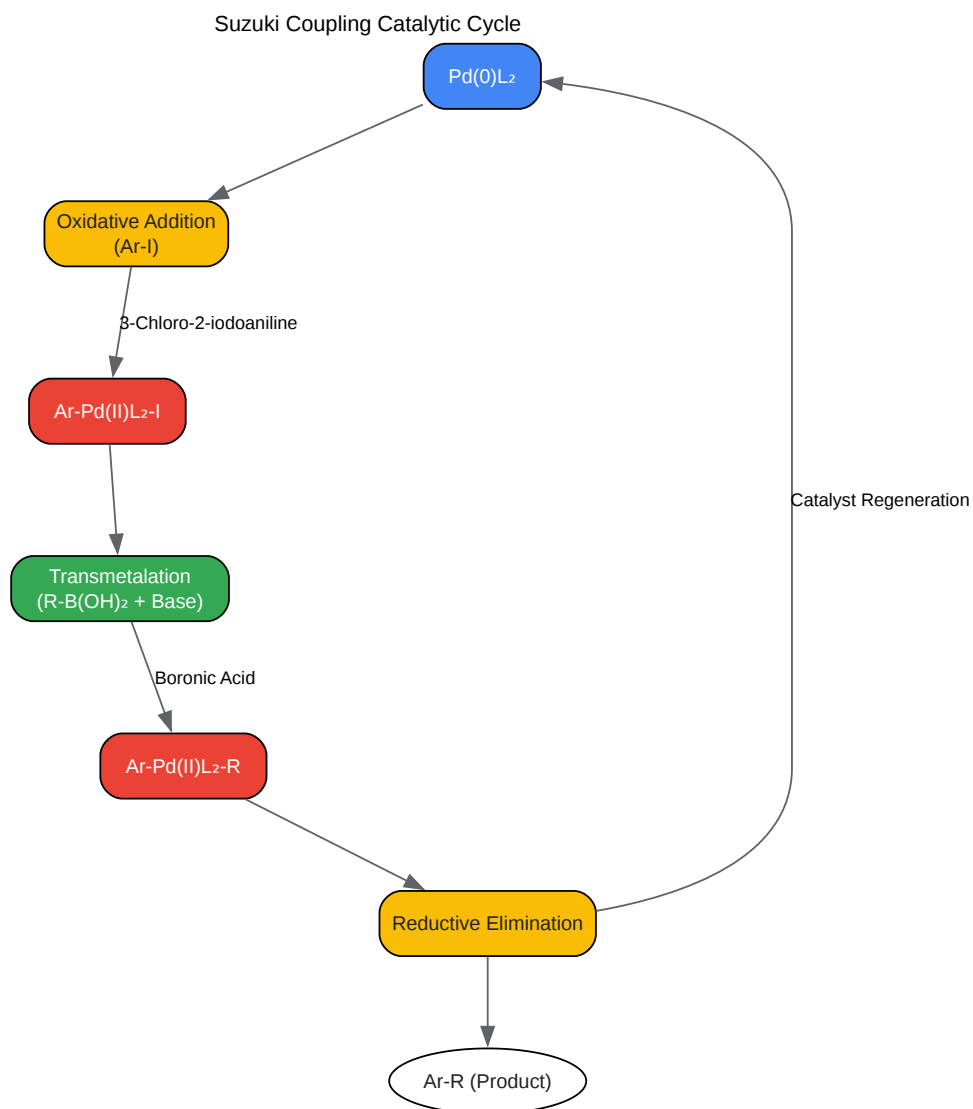 Suzuki Coupling Catalytic Cycle
Pd(0)L₂
Oxidative Addition
(Ar-I)
3-Chloro-2-iodoaniline
Ar-Pd(II)L₂-I
Catalyst Regeneration
Transmetalation
(R-B(OH)₂ + Base)
Boronic Acid
Ar-Pd(II)L₂-R
Reductive Elimination
Ar-R (Product)